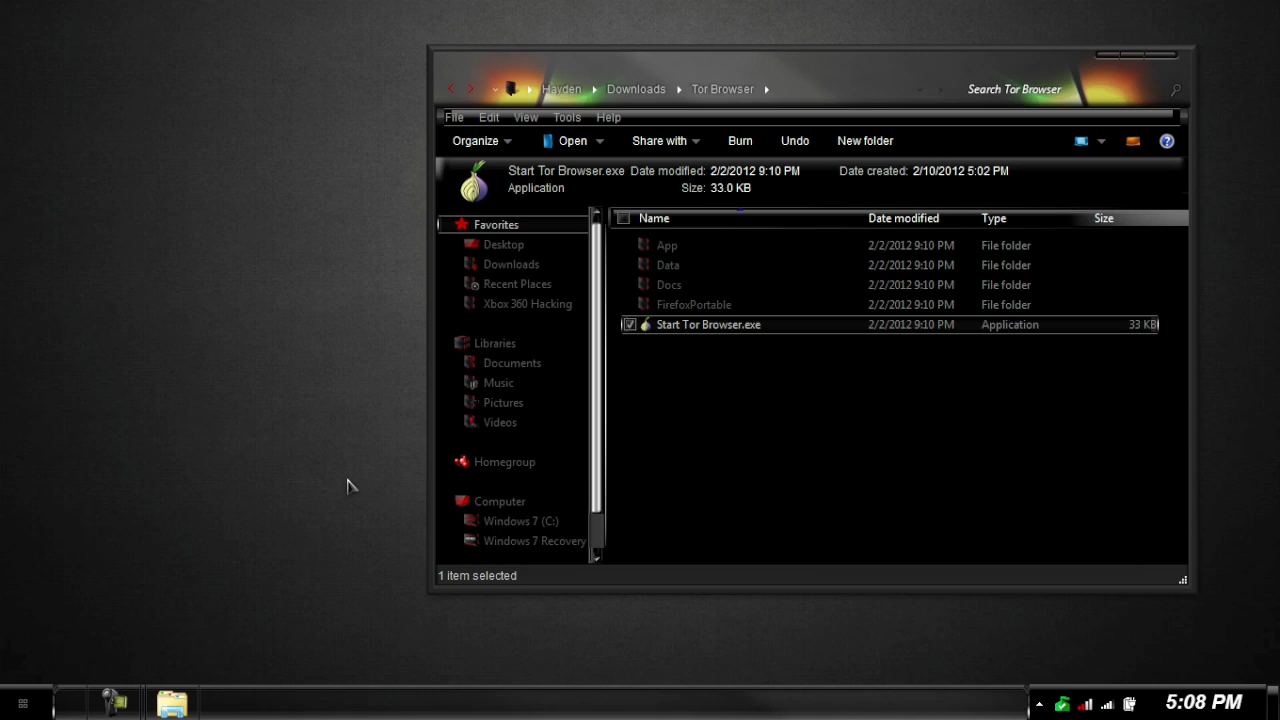 Hayden Downloads Tor Browser Search Tor Browser
File Edit View Tools Help
Organize Open Share with Burn Undo New folder
Start Tor Browser.exe Date modified: 2/2/2012 9:10 PM Date created: 2/10/2012 5:02 PM
Application Size: 33.0 KB
Name Date modified Type Size
App 2/2/2012 9:10 PM File folder
Data 2/2/2012 9:10 PM File folder
Docs 2/2/2012 9:10 PM File folder
FirefoxPortable 2/2/2012 9:10 PM File folder
Start Tor Browser.exe 2/2/2012 9:10 PM Application 33 KB
Favorites
Desktop
Downloads
Recent Places
Xbox 360 Hacking
Libraries
Documents
Music
Pictures
Videos
Homegroup
Computer
Windows 7 (C:)
Windows 7 Recovery
1 item selected
5:08 PM